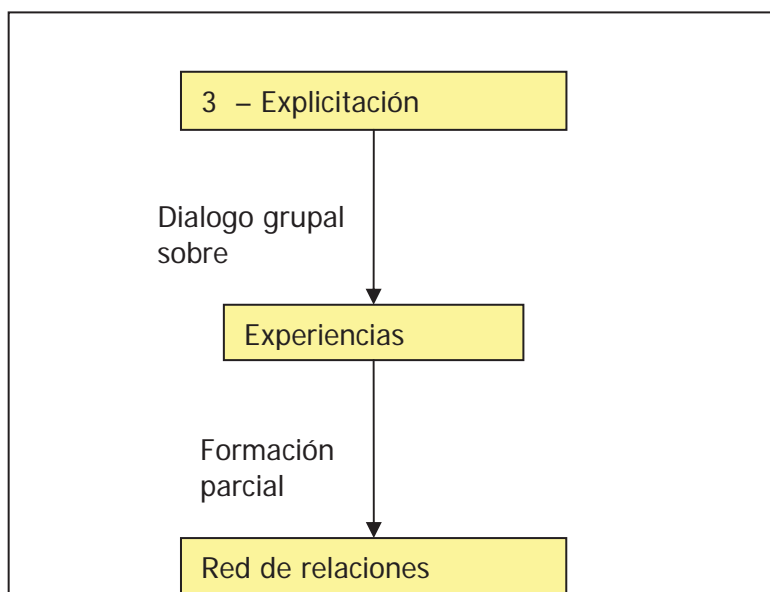 3 – Explicitación
Dialogo grupal
sobre
Experiencias
Formación
parcial
Red de relaciones